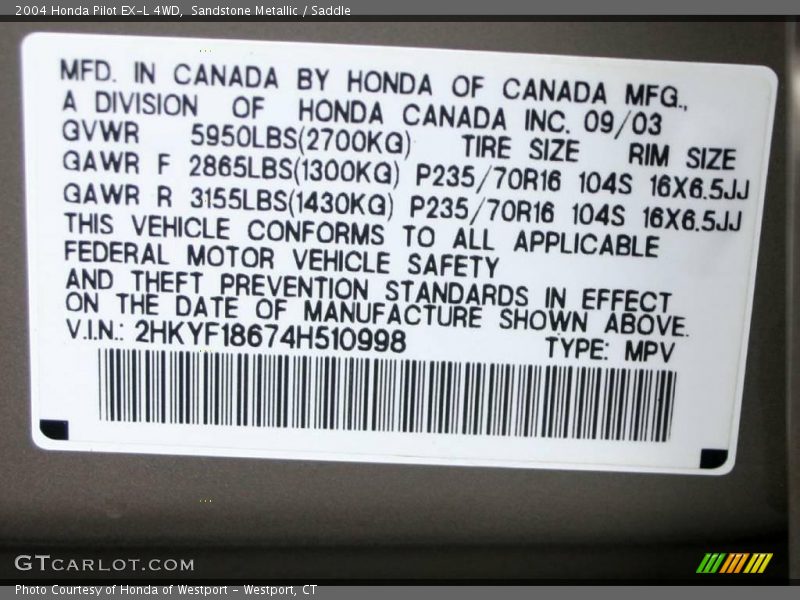 2004 Honda Pilot EX-L 4WD,  Sandstone Metallic / Saddle
MFD. IN CANADA BY HONDA OF CANADA MFG.,
A DIVISION OF HONDA CANADA INC. 09/03
GVWR 5950LBS(2700KG) TIRE SIZE RIM SIZE
GAWR F 2865LBS(1300KG) P235/70R16 104S 16X6.5JJ
GAWR R 3155LBS(1430KG) P235/70R16 104S 16X6.5JJ
THIS VEHICLE CONFORMS TO ALL APPLICABLE
FEDERAL MOTOR VEHICLE SAFETY
AND THEFT PREVENTION STANDARDS IN EFFECT
ON THE DATE OF MANUFACTURE SHOWN ABOVE.
V.I.N.: 2HKYF18674H510998 TYPE: MPV
GTCARLOT.COM
Photo Courtesy of Honda of Westport - Westport, CT